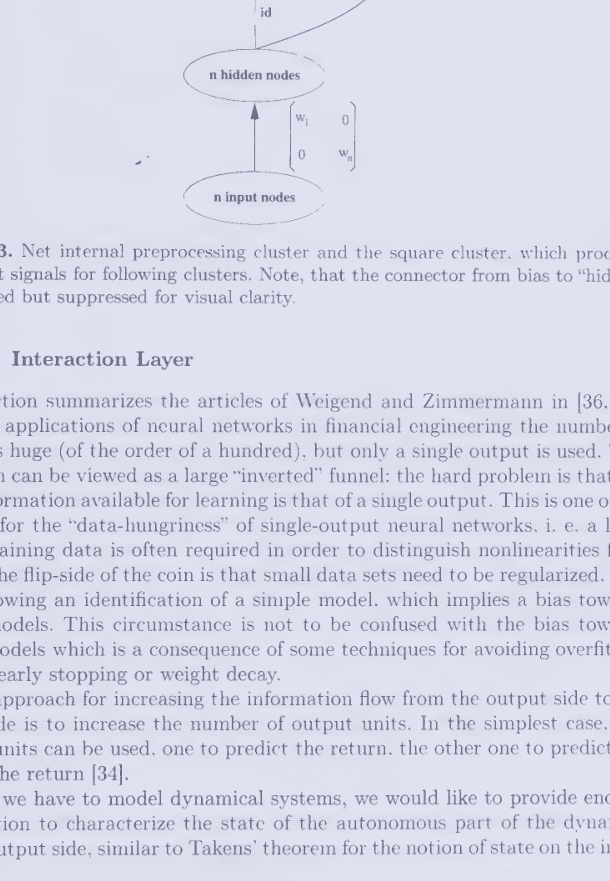 id
n hidden nodes
w1 0
0 wn
n input nodes
3. Net internal preprocessing cluster and the square cluster, which proc
t signals for following clusters. Note, that the connector from bias to “hid
ed but suppressed for visual clarity.
Interaction Layer
tion summarizes the articles of Weigend and Zimmermann in [36.
applications of neural networks in financial engineering the numbe
s huge (of the order of a hundred), but only a single output is used.
n can be viewed as a large “inverted” funnel: the hard problem is that
ormation available for learning is that of a single output. This is one o
for the “data-hungriness” of single-output neural networks, i. e. a l
aining data is often required in order to distinguish nonlinearities f
he flip-side of the coin is that small data sets need to be regularized.
owing an identification of a simple model, which implies a bias tow
odels. This circumstance is not to be confused with the bias tow
odels which is a consequence of some techniques for avoiding overfit
early stopping or weight decay.
approach for increasing the information flow from the output side to
de is to increase the number of output units. In the simplest case,
units can be used, one to predict the return, the other one to predict
he return [34].
we have to model dynamical systems, we would like to provide eno
ion to characterize the state of the autonomous part of the dyna
utput side, similar to Takens' theorem for the notion of state on the i